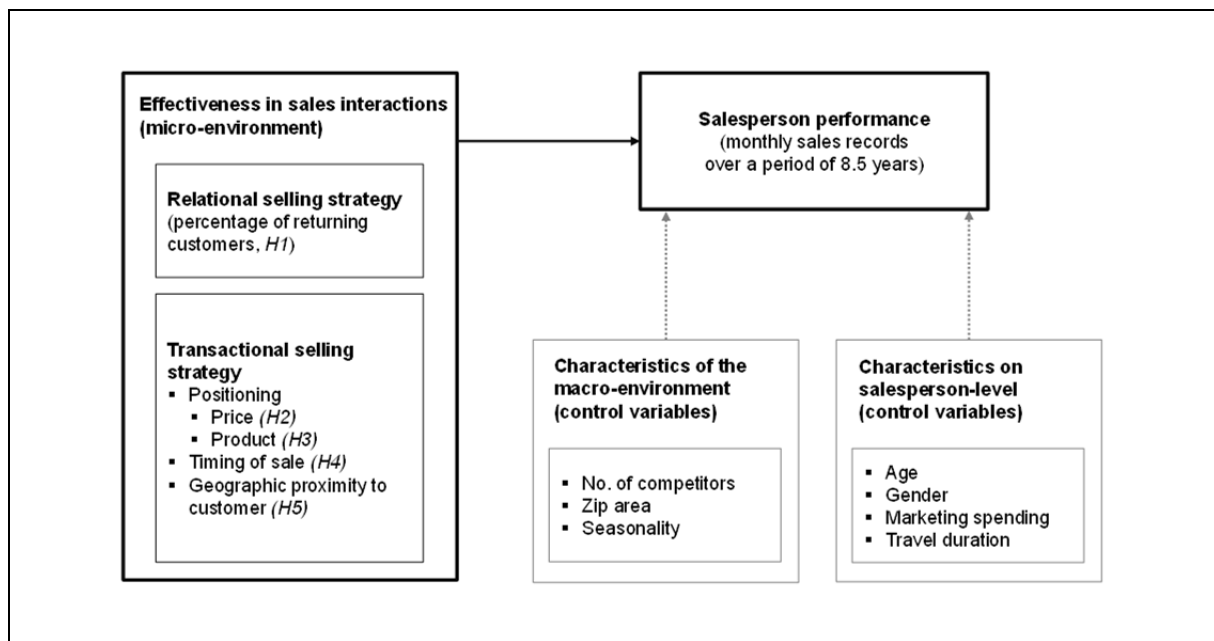 Effectiveness in sales interactions
(micro-environment)
Relational selling strategy
(percentage of returning
customers, H1)
Transactional selling
strategy
▪ Positioning
▪ Price (H2)
▪ Product (H3)
▪ Timing of sale (H4)
▪ Geographic proximity to
customer (H5)
Salesperson performance
(monthly sales records
over a period of 8.5 years)
Characteristics of the
macro-environment
(control variables)
▪ No. of competitors
▪ Zip area
▪ Seasonality
Characteristics on
salesperson-level
(control variables)
▪ Age
▪ Gender
▪ Marketing spending
▪ Travel duration